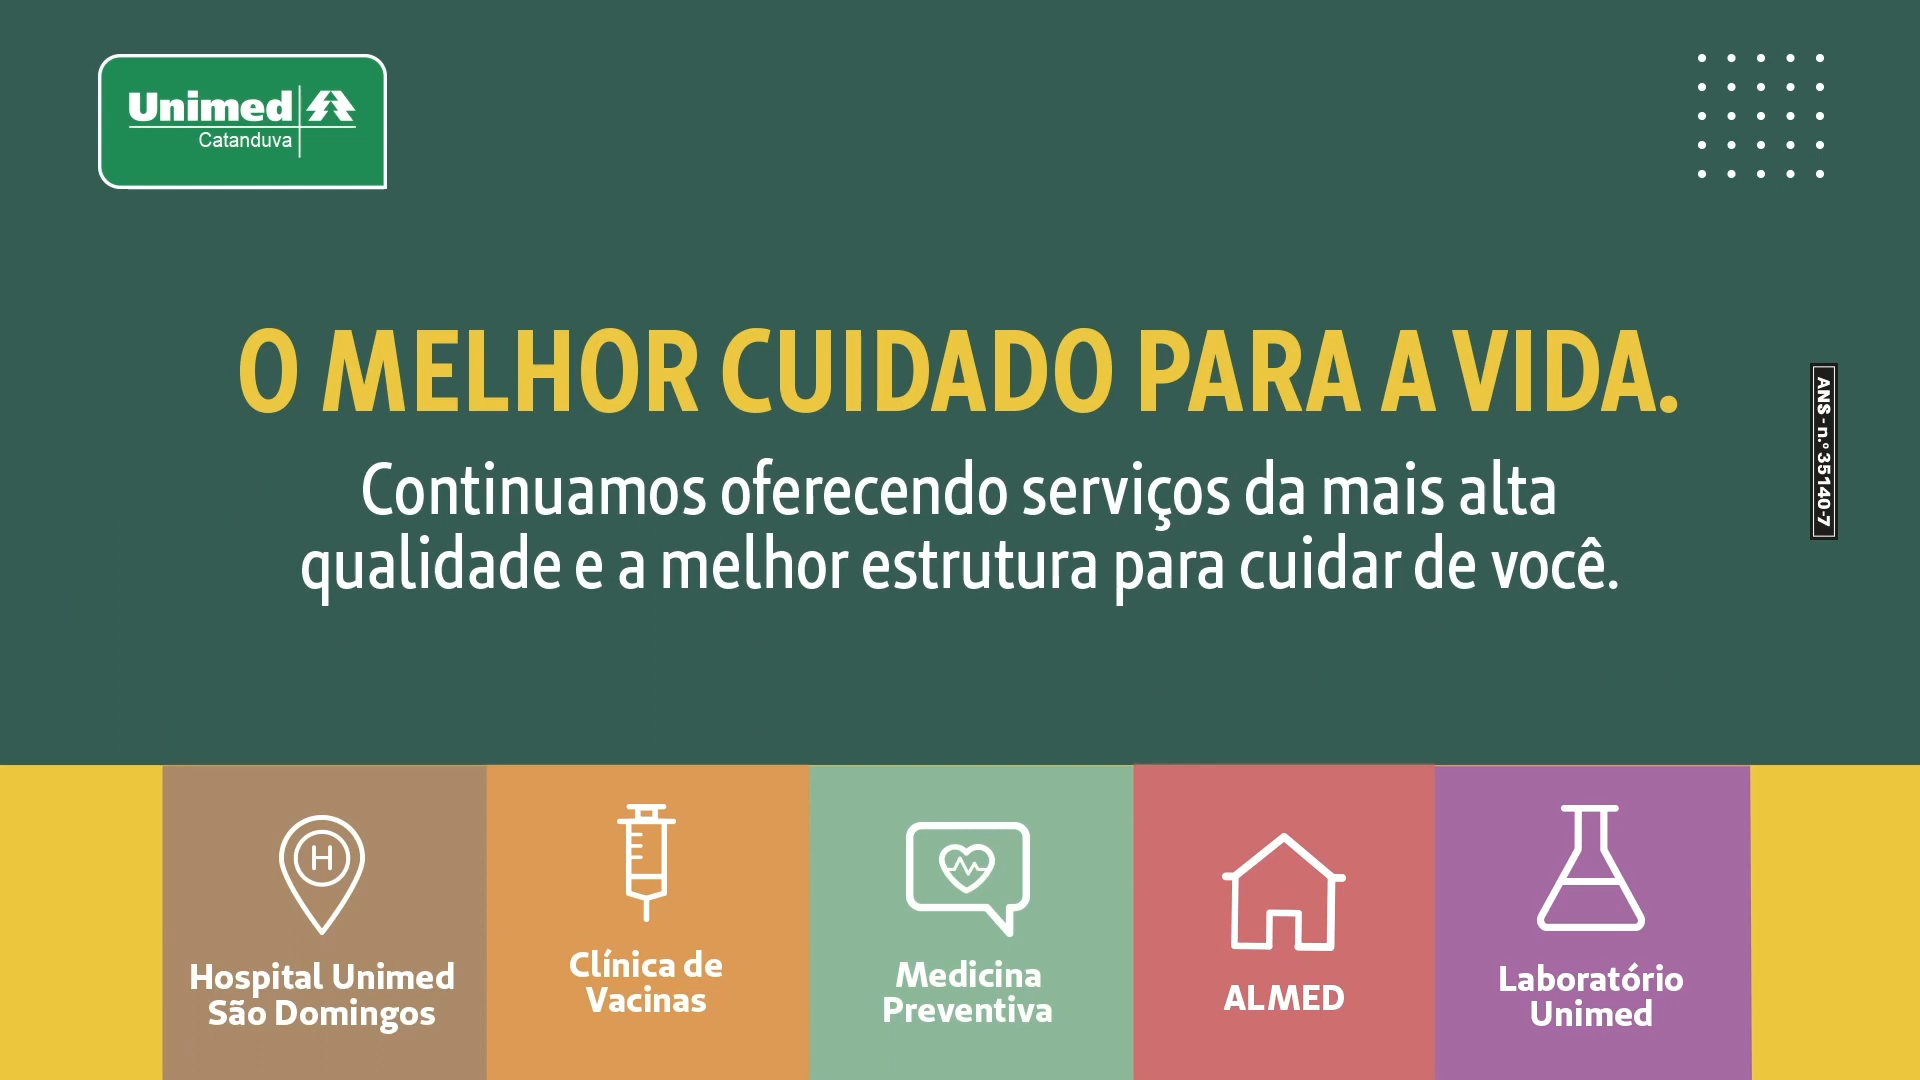 Unimed
Catanduva
O MELHOR CUIDADO PARA A VIDA.
Continuamos oferecendo serviços da mais alta
qualidade e a melhor estrutura para cuidar de você.
ANS - n.º 35140-7
H
Hospital Unimed
São Domingos
Clínica de
Vacinas
Medicina
Preventiva
ALMED
Laboratório
Unimed